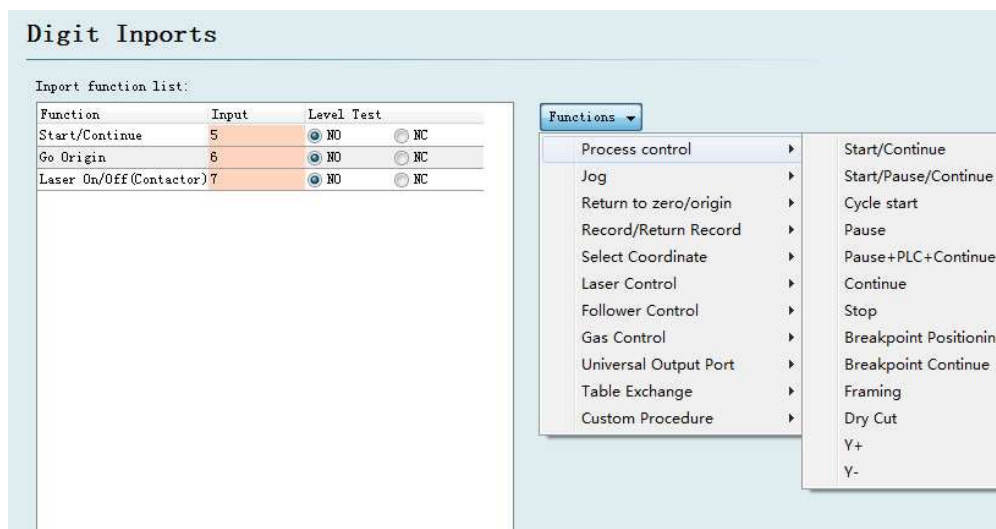 Digit Inports
Inport function list:
Function Input Level Test
Start/Continue 5 NO NC
Go Origin 6 NO NC
Laser On/Off(Contactor) 7 NO NC
Functions
Process control
Jog
Return to zero/origin
Record/Return Record
Select Coordinate
Laser Control
Follower Control
Gas Control
Universal Output Port
Table Exchange
Custom Procedure
Start/Continue
Start/Pause/Continue
Cycle start
Pause
Pause+PLC+Continue
Continue
Stop
Breakpoint Positionin
Breakpoint Continue
Framing
Dry Cut
Y+
Y-